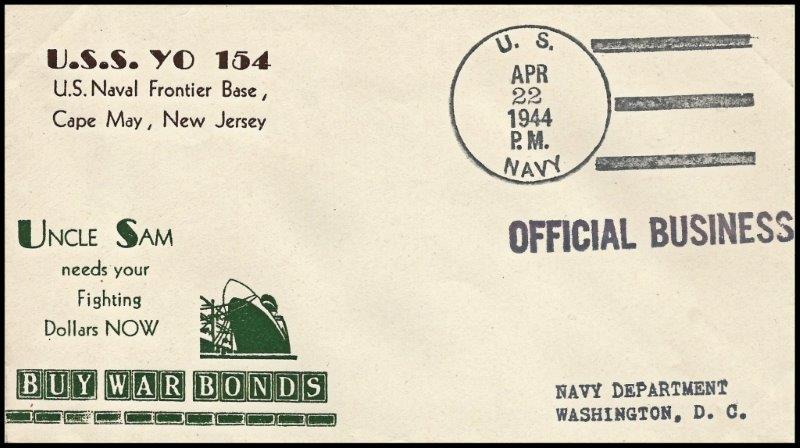 U.S.S. YO 154
U.S. Naval Frontier Base,
Cape May, New Jersey
U. S.
APR
22
1944
P.M.
NAVY
OFFICIAL BUSINESS
UNCLE SAM
needs your
Fighting
Dollars NOW
BUY WAR BONDS
NAVY DEPARTMENT
WASHINGTON, D. C.